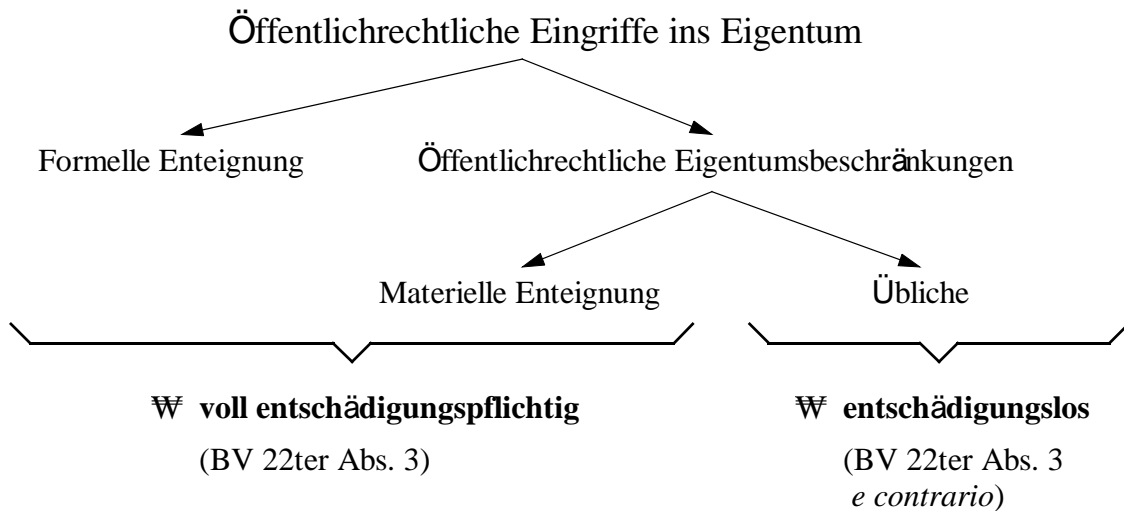 Öffentlichrechtliche Eingriffe ins Eigentum
Formelle Enteignung
Öffentlichrechtliche Eigentumsbeschränkungen
Materielle Enteignung
Übliche
₩ voll entschädigungspflichtig
(BV 22ter Abs. 3)
₩ entschädigungslos
(BV 22ter Abs. 3
e contrario)